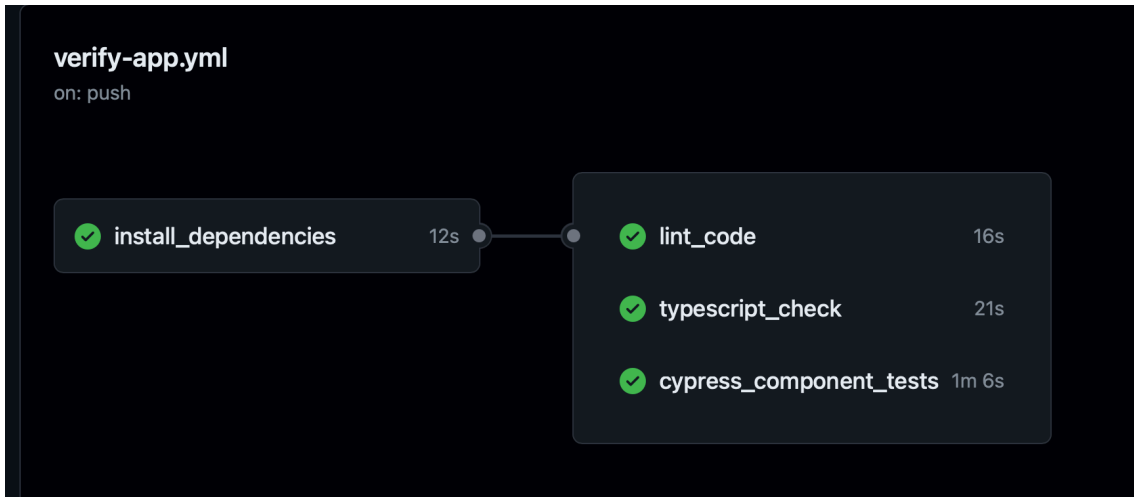 verify-app.yml
on: push
install_dependencies 12s
lint_code 16s
typescript_check 21s
cypress_component_tests 1m 6s